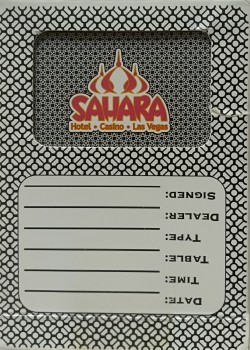 SAHARA
Hotel • Casino • Las Vegas
DATE:
TIME:
TABLE:
TYPE:
DEALER:
SIGNED: